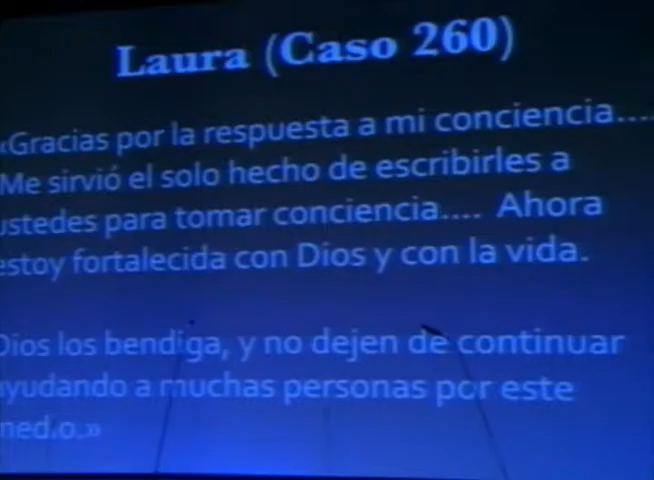 Laura (Caso 260)
«Gracias por la respuesta a mi conciencia....
Me sirvió el solo hecho de escribirles a
ustedes para tomar conciencia.... Ahora
estoy fortalecida con Dios y con la vida.
Dios los bendiga, y no dejen de continuar
ayudando a muchas personas por este
medio.»